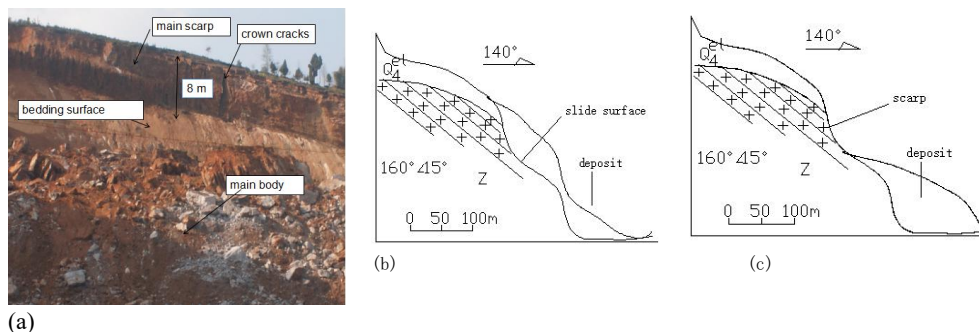 main scarp
crown cracks
8 m
bedding surface
main body
(a)
140°
Q₄ᵉˡ
slide surface
deposit
160°45°
Z
0 50 100m
(b)
140°
Q₄ᵉˡ
scarp
deposit
160°45°
Z
0 50 100m
(c)